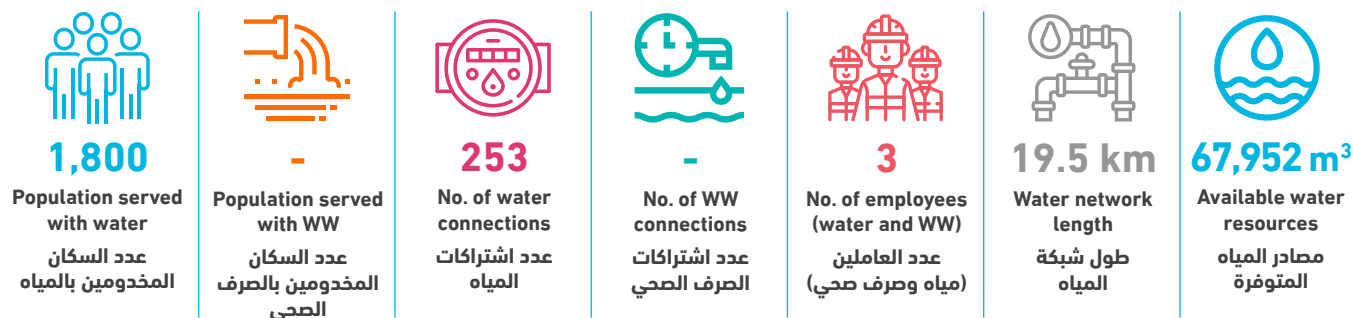 1,800
Population served
with water
عدد السكان
المخدومين بالمياه
-
Population served
with WW
عدد السكان
المخدومين بالصرف
الصحي
253
No. of water
connections
عدد اشتراكات
المياه
-
No. of WW
connections
عدد اشتراكات
الصرف الصحي
3
No. of employees
(water and WW)
عدد العاملين
(مياه وصرف صحي)
19.5 km
Water network
length
طول شبكة
المياه
67,952 m³
Available water
resources
مصادر المياه
المتوفرة